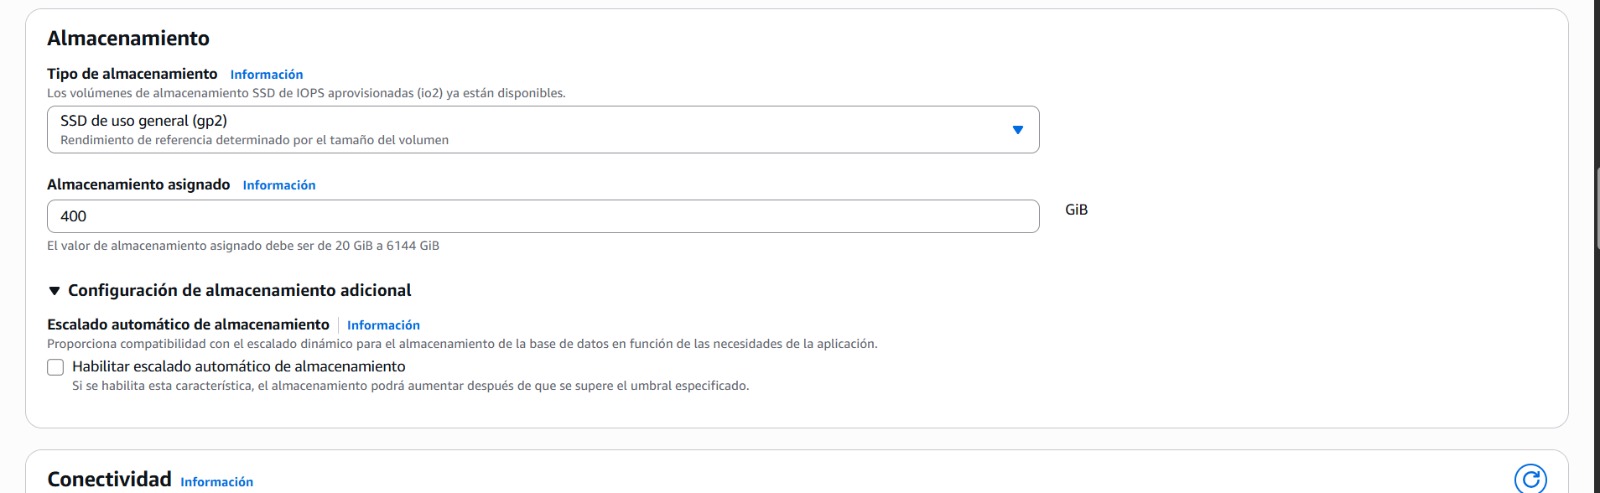 Almacenamiento
Tipo de almacenamiento Información
Los volúmenes de almacenamiento SSD de IOPS aprovisionadas (io2) ya están disponibles.
SSD de uso general (gp2)
Rendimiento de referencia determinado por el tamaño del volumen
Almacenamiento asignado Información
400 GiB
El valor de almacenamiento asignado debe ser de 20 GiB a 6144 GiB
Configuración de almacenamiento adicional
Escalado automático de almacenamiento Información
Proporciona compatibilidad con el escalado dinámico para el almacenamiento de la base de datos en función de las necesidades de la aplicación.
Habilitar escalado automático de almacenamiento
Si se habilita esta característica, el almacenamiento podrá aumentar después de que se supere el umbral especificado.
Conectividad Información